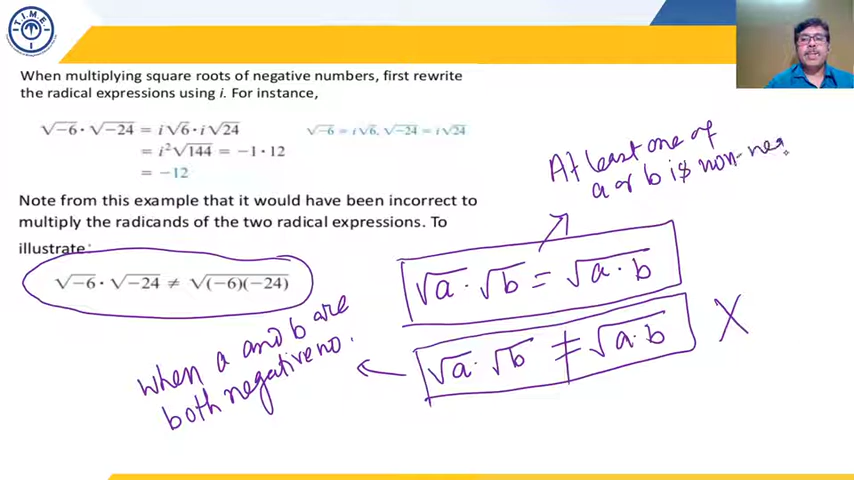 I.T.I.M.E.I
When multiplying square roots of negative numbers, first rewrite
the radical expressions using i. For instance,
√−6 · √−24 = i√6 · i√24
√−6 = i√6, √−24 = i√24
= i²√144 = −1 · 12
= −12
Note from this example that it would have been incorrect to
multiply the radicands of the two radical expressions. To
illustrate:
√−6 · √−24 ≠ √(−6)(−24)
At least one of
a or b is non-neg
√a · √b = √a · b
√a · √b ≠ √a · b X
When a and b are
both negative no.